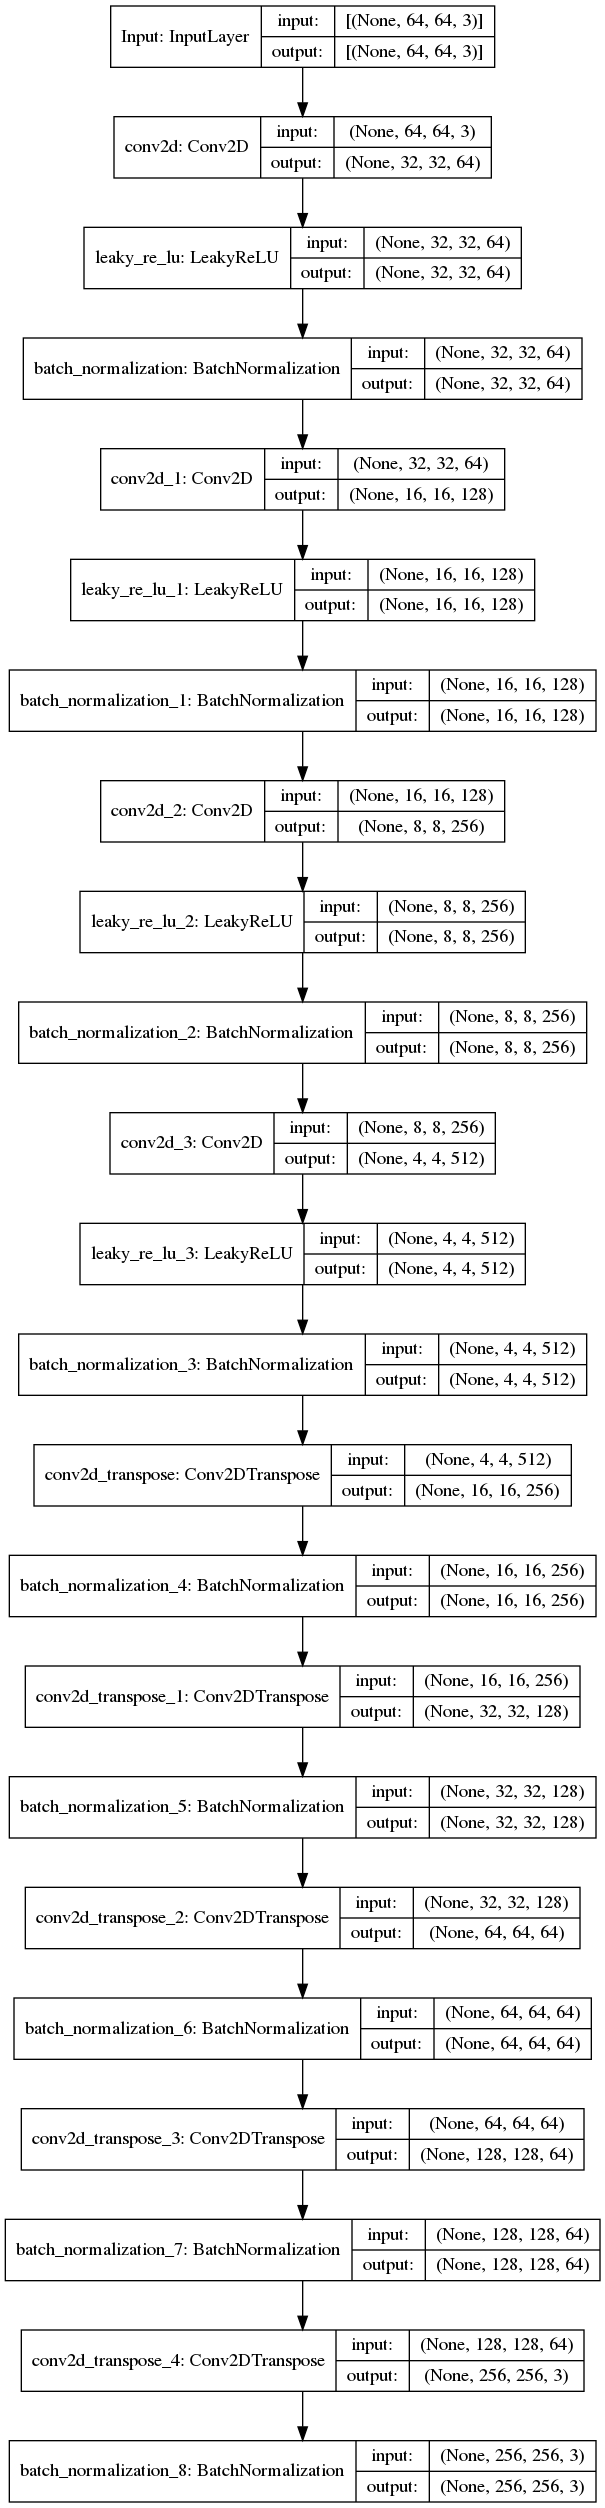 Input: InputLayer
input: [(None, 64, 64, 3)]
output: [(None, 64, 64, 3)]
conv2d: Conv2D
input: (None, 64, 64, 3)
output: (None, 32, 32, 64)
leaky_re_lu: LeakyReLU
input: (None, 32, 32, 64)
output: (None, 32, 32, 64)
batch_normalization: BatchNormalization
input: (None, 32, 32, 64)
output: (None, 32, 32, 64)
conv2d_1: Conv2D
input: (None, 32, 32, 64)
output: (None, 16, 16, 128)
leaky_re_lu_1: LeakyReLU
input: (None, 16, 16, 128)
output: (None, 16, 16, 128)
batch_normalization_1: BatchNormalization
input: (None, 16, 16, 128)
output: (None, 16, 16, 128)
conv2d_2: Conv2D
input: (None, 16, 16, 128)
output: (None, 8, 8, 256)
leaky_re_lu_2: LeakyReLU
input: (None, 8, 8, 256)
output: (None, 8, 8, 256)
batch_normalization_2: BatchNormalization
input: (None, 8, 8, 256)
output: (None, 8, 8, 256)
conv2d_3: Conv2D
input: (None, 8, 8, 256)
output: (None, 4, 4, 512)
leaky_re_lu_3: LeakyReLU
input: (None, 4, 4, 512)
output: (None, 4, 4, 512)
batch_normalization_3: BatchNormalization
input: (None, 4, 4, 512)
output: (None, 4, 4, 512)
conv2d_transpose: Conv2DTranspose
input: (None, 4, 4, 512)
output: (None, 16, 16, 256)
batch_normalization_4: BatchNormalization
input: (None, 16, 16, 256)
output: (None, 16, 16, 256)
conv2d_transpose_1: Conv2DTranspose
input: (None, 16, 16, 256)
output: (None, 32, 32, 128)
batch_normalization_5: BatchNormalization
input: (None, 32, 32, 128)
output: (None, 32, 32, 128)
conv2d_transpose_2: Conv2DTranspose
input: (None, 32, 32, 128)
output: (None, 64, 64, 64)
batch_normalization_6: BatchNormalization
input: (None, 64, 64, 64)
output: (None, 64, 64, 64)
conv2d_transpose_3: Conv2DTranspose
input: (None, 64, 64, 64)
output: (None, 128, 128, 64)
batch_normalization_7: BatchNormalization
input: (None, 128, 128, 64)
output: (None, 128, 128, 64)
conv2d_transpose_4: Conv2DTranspose
input: (None, 128, 128, 64)
output: (None, 256, 256, 3)
batch_normalization_8: BatchNormalization
input: (None, 256, 256, 3)
output: (None, 256, 256, 3)